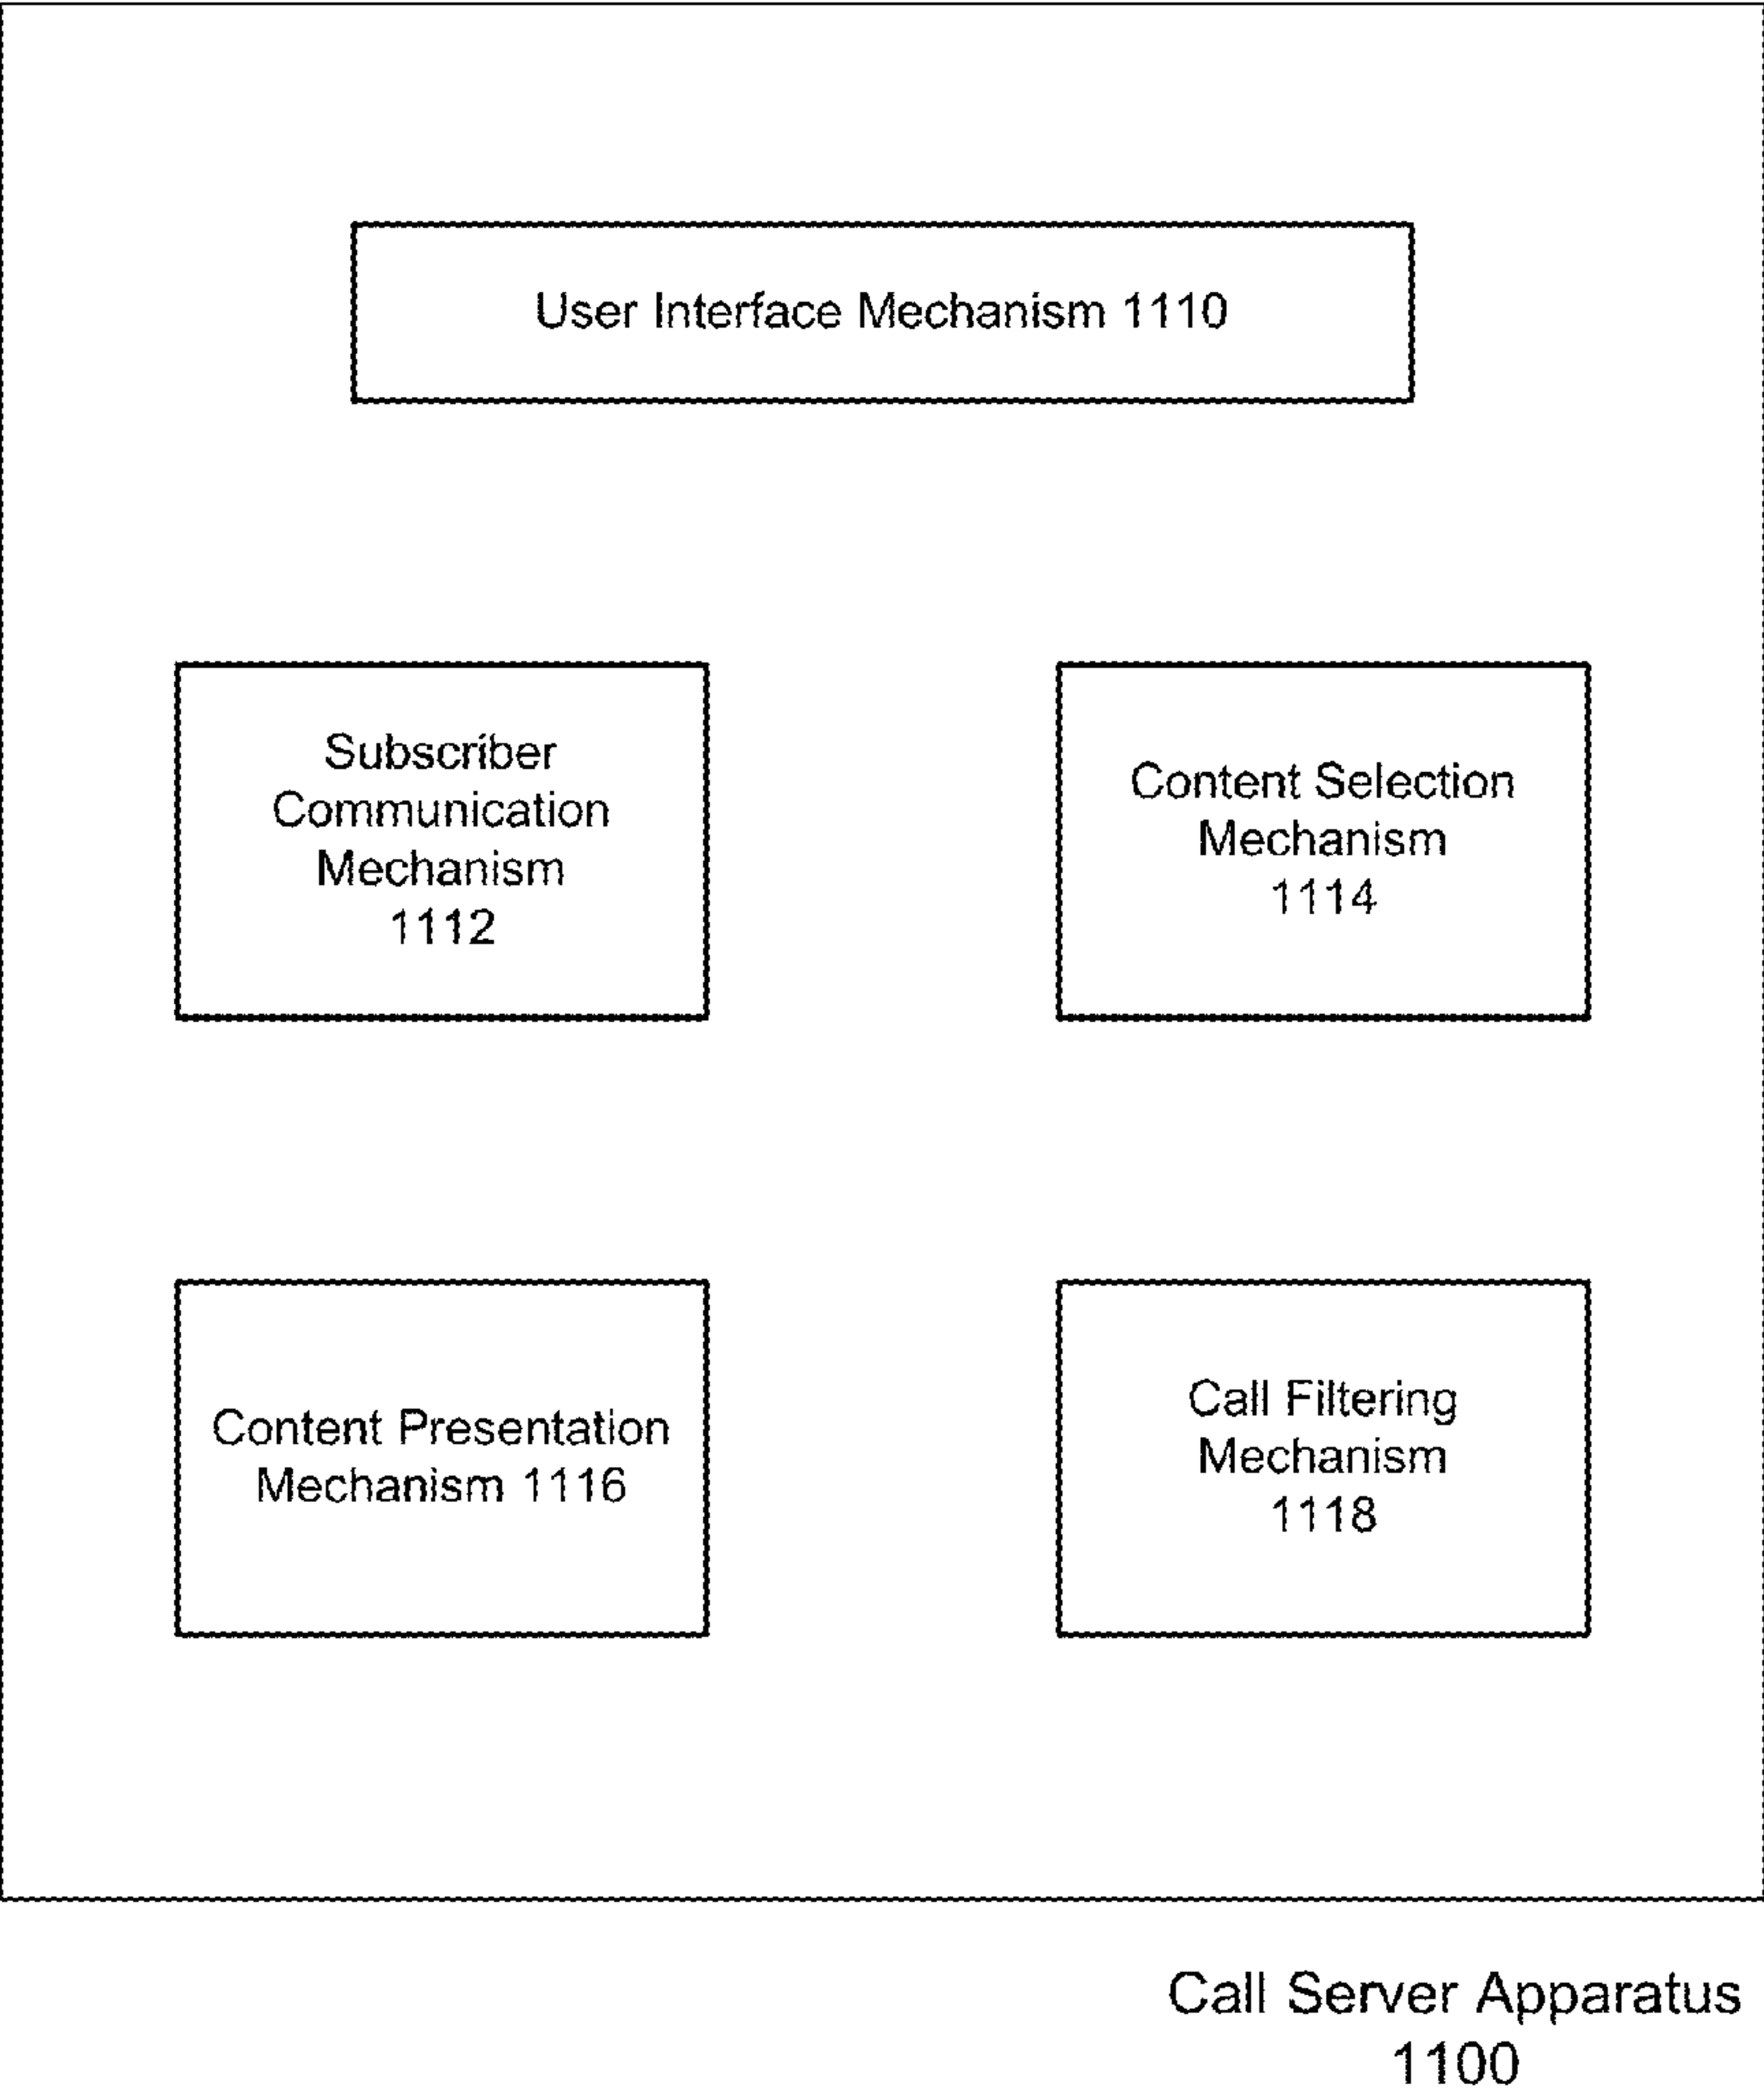 User Interface Mechanism 1110
Subscriber
Communication
Mechanism
1112
Content Selection
Mechanism
1114
Content Presentation
Mechanism 1116
Call Filtering
Mechanism
1118
Call Server Apparatus
1100